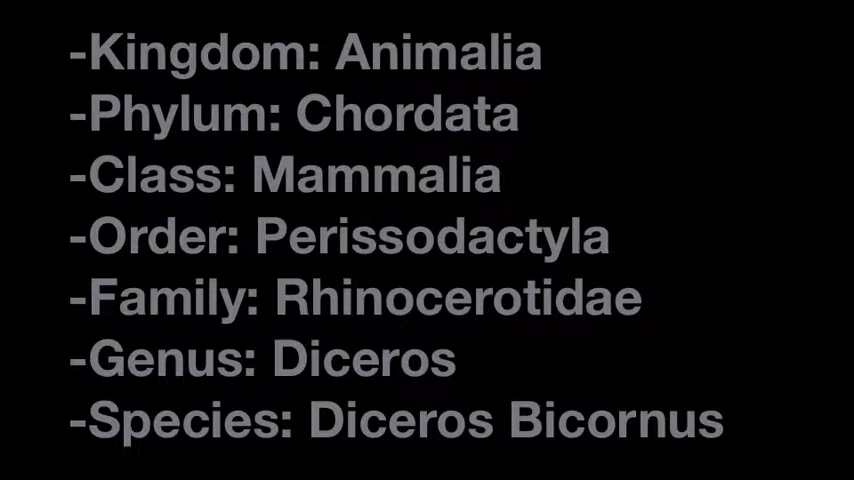 -Kingdom: Animalia
-Phylum: Chordata
-Class: Mammalia
-Order: Perissodactyla
-Family: Rhinocerotidae
-Genus: Diceros
-Species: Diceros Bicornus